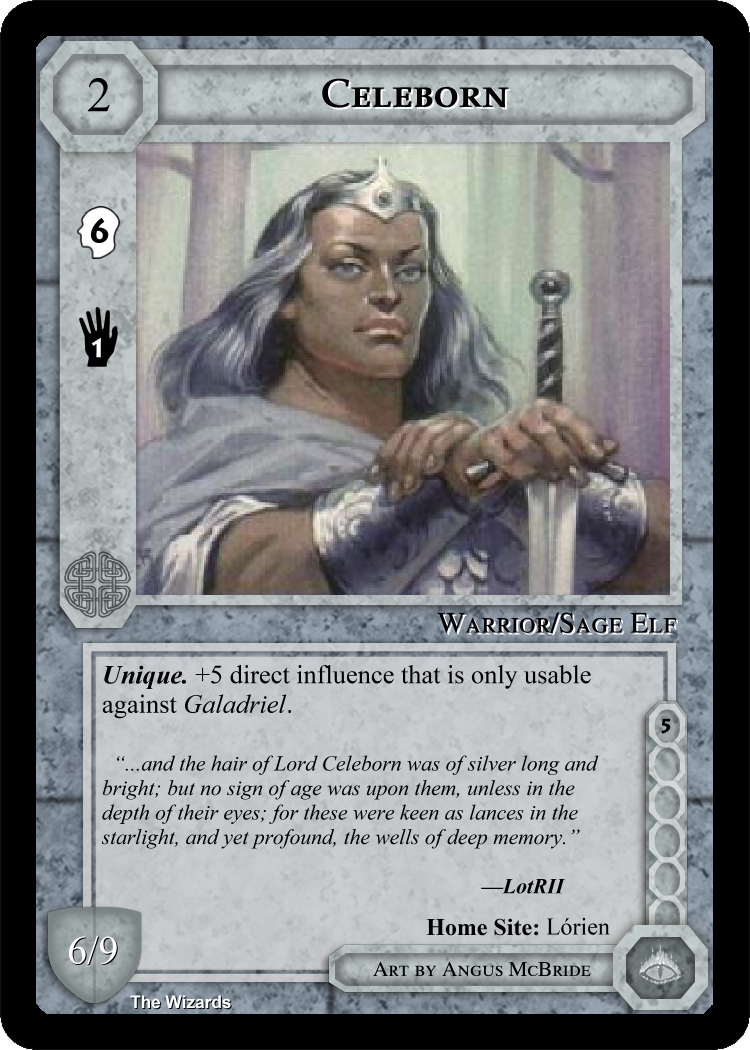 2
Celeborn
6
1
Warrior/Sage Elf
Unique. +5 direct influence that is only usable
against Galadriel.
5
“...and the hair of Lord Celeborn was of silver long and
bright; but no sign of age was upon them, unless in the
depth of their eyes; for these were keen as lances in the
starlight, and yet profound, the wells of deep memory.”
—LotRII
Home Site: Lórien
6/9
Art by Angus McBride
The Wizards